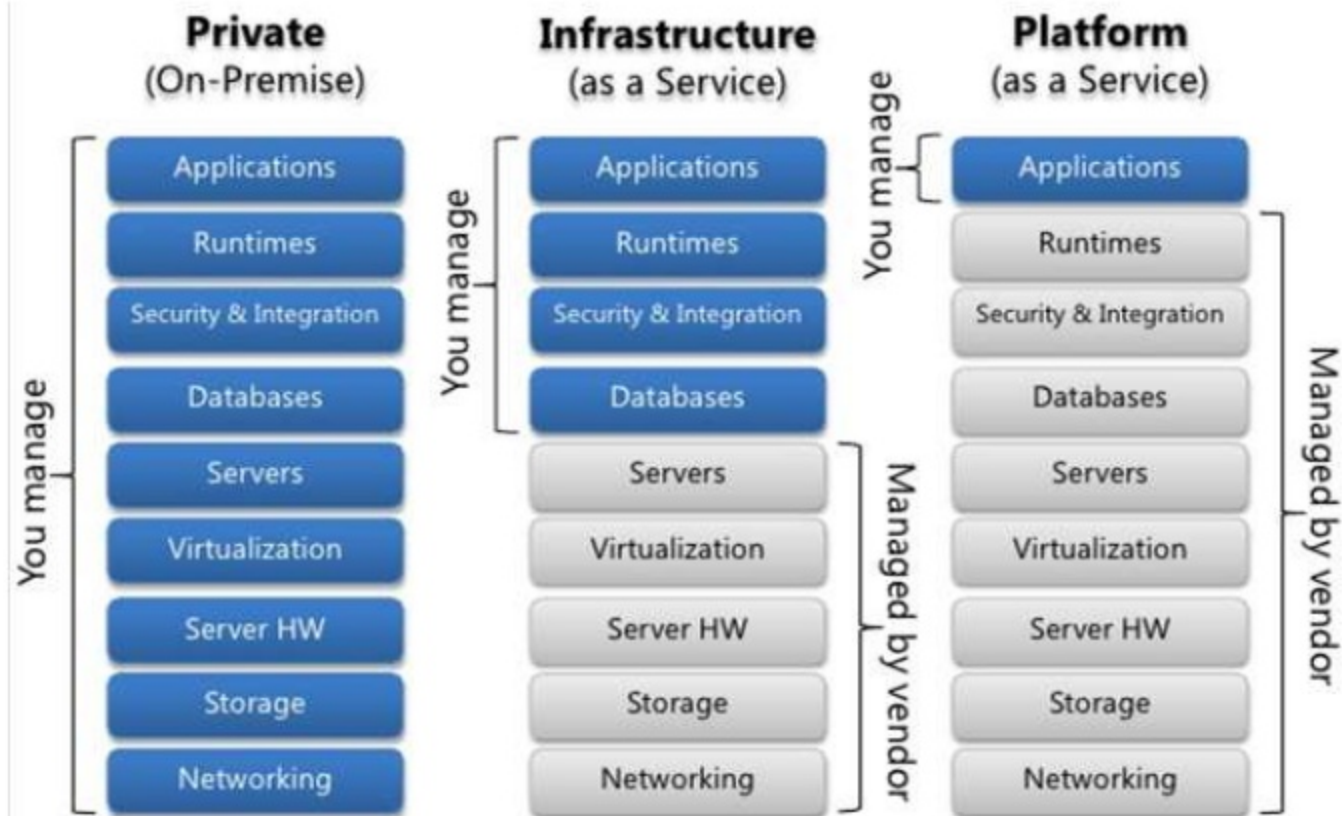 Private
(On-Premise)
You manage
Applications
Runtimes
Security & Integration
Databases
Servers
Virtualization
Server HW
Storage
Networking
Infrastructure
(as a Service)
You manage
Applications
Runtimes
Security & Integration
Databases
Servers
Virtualization
Server HW
Storage
Networking
Managed by vendor
Platform
(as a Service)
You manage
Applications
Runtimes
Security & Integration
Databases
Servers
Virtualization
Server HW
Storage
Networking
Managed by vendor